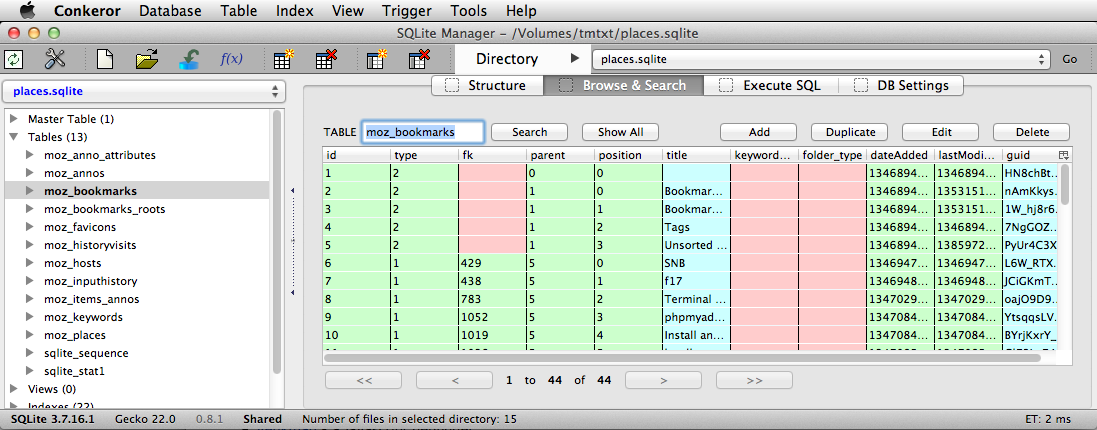 Conkeror Database Table Index View Trigger Tools Help
SQLite Manager – /Volumes/tmtxt/places.sqlite
f(x) Directory places.sqlite Go
places.sqlite
Structure Browse & Search Execute SQL DB Settings
Master Table (1)
Tables (13)
moz_anno_attributes
moz_annos
moz_bookmarks
moz_bookmarks_roots
moz_favicons
moz_historyvisits
moz_hosts
moz_inputhistory
moz_items_annos
moz_keywords
moz_places
sqlite_sequence
sqlite_stat1
Views (0)
Indexes (22)
TABLE moz_bookmarks Search Show All Add Duplicate Edit Delete
id type fk parent position title keyword... folder_type dateAdded lastModi... guid
1 2 0 0 1346894... 1346894... HN8chBt...
2 2 1 0 Bookmar... 1346894... 1353151... nAmKkys...
3 2 1 1 Bookmar... 1346894... 1353151... 1W_hj8r6...
4 2 1 2 Tags 1346894... 1346894... 7NgGOZ...
5 2 1 3 Unsorted ... 1346894... 1385972... PyUr4C3X...
6 1 429 5 0 SNB 1346947... 1346947... L6W_RTX...
7 1 438 5 1 f17 1346948... 1346948... JCiGKmT...
8 1 783 5 2 Terminal ... 1347029... 1347029... oajO9D9...
9 1 1052 5 3 phpmyad... 1347084... 1347084... YtsqqsLV...
10 1 1019 5 4 Install an... 1347084... 1347084... BYrjKxrY_...
<< < 1 to 44 of 44 > >>
SQLite 3.7.16.1 Gecko 22.0 0.8.1 Shared Number of files in selected directory: 15 ET: 2 ms